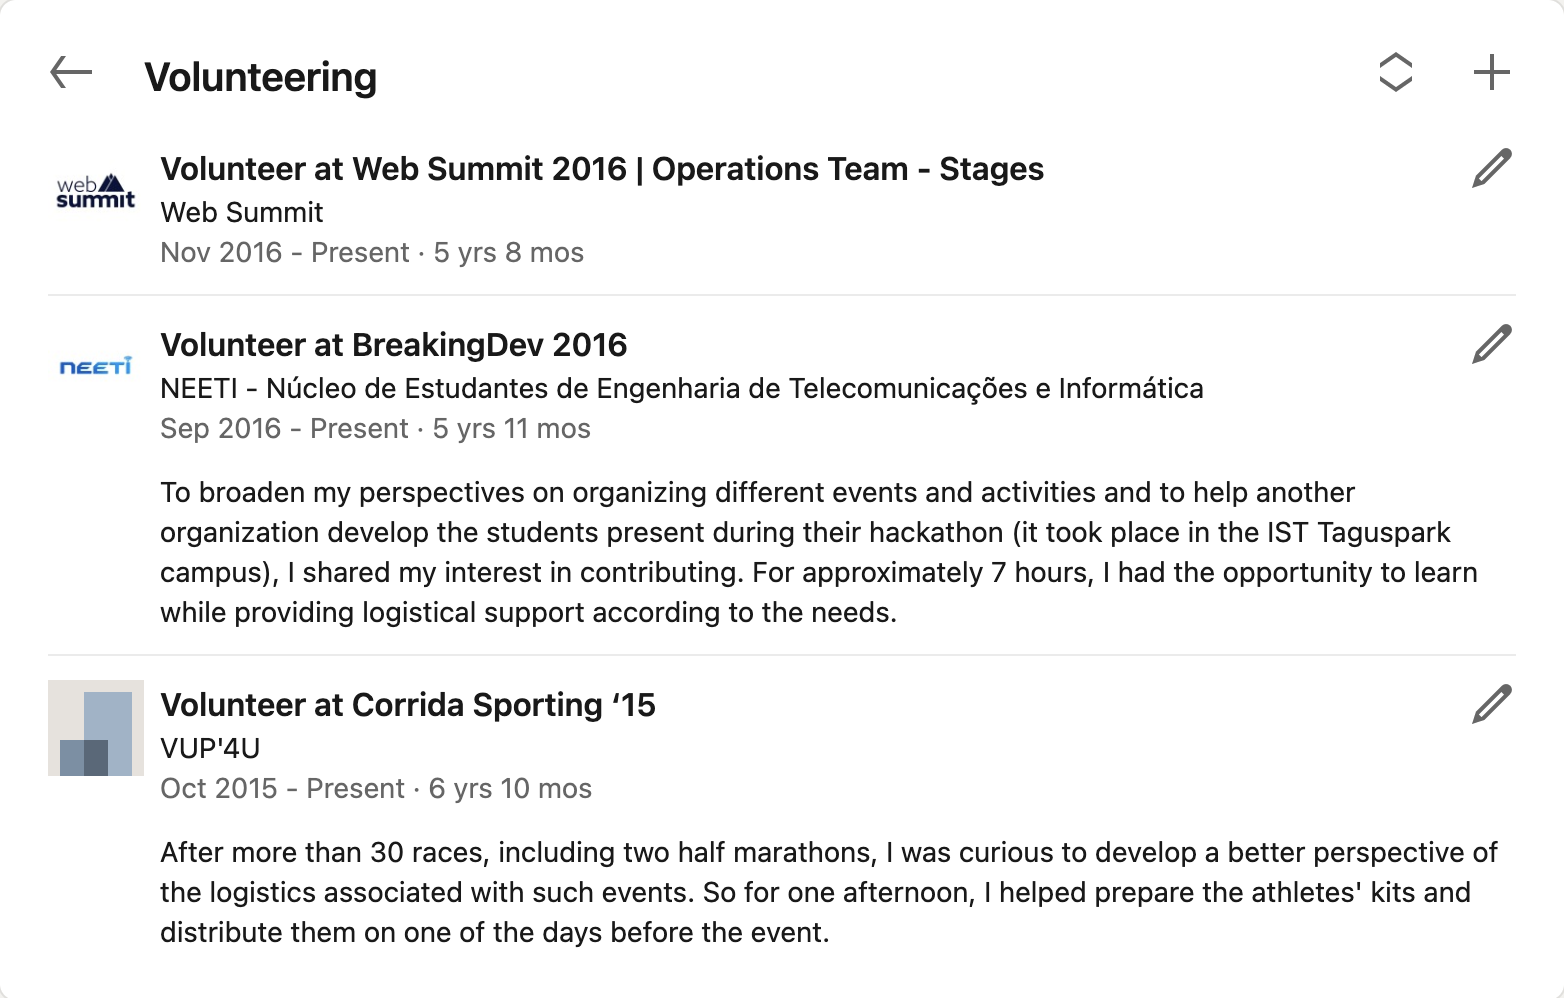 Volunteering
web
summit
Volunteer at Web Summit 2016 | Operations Team - Stages
Web Summit
Nov 2016 - Present · 5 yrs 8 mos
NEETI
Volunteer at BreakingDev 2016
NEETI - Núcleo de Estudantes de Engenharia de Telecomunicações e Informática
Sep 2016 - Present · 5 yrs 11 mos
To broaden my perspectives on organizing different events and activities and to help another
organization develop the students present during their hackathon (it took place in the IST Taguspark
campus), I shared my interest in contributing. For approximately 7 hours, I had the opportunity to learn
while providing logistical support according to the needs.
Volunteer at Corrida Sporting ‘15
VUP'4U
Oct 2015 - Present · 6 yrs 10 mos
After more than 30 races, including two half marathons, I was curious to develop a better perspective of
the logistics associated with such events. So for one afternoon, I helped prepare the athletes' kits and
distribute them on one of the days before the event.